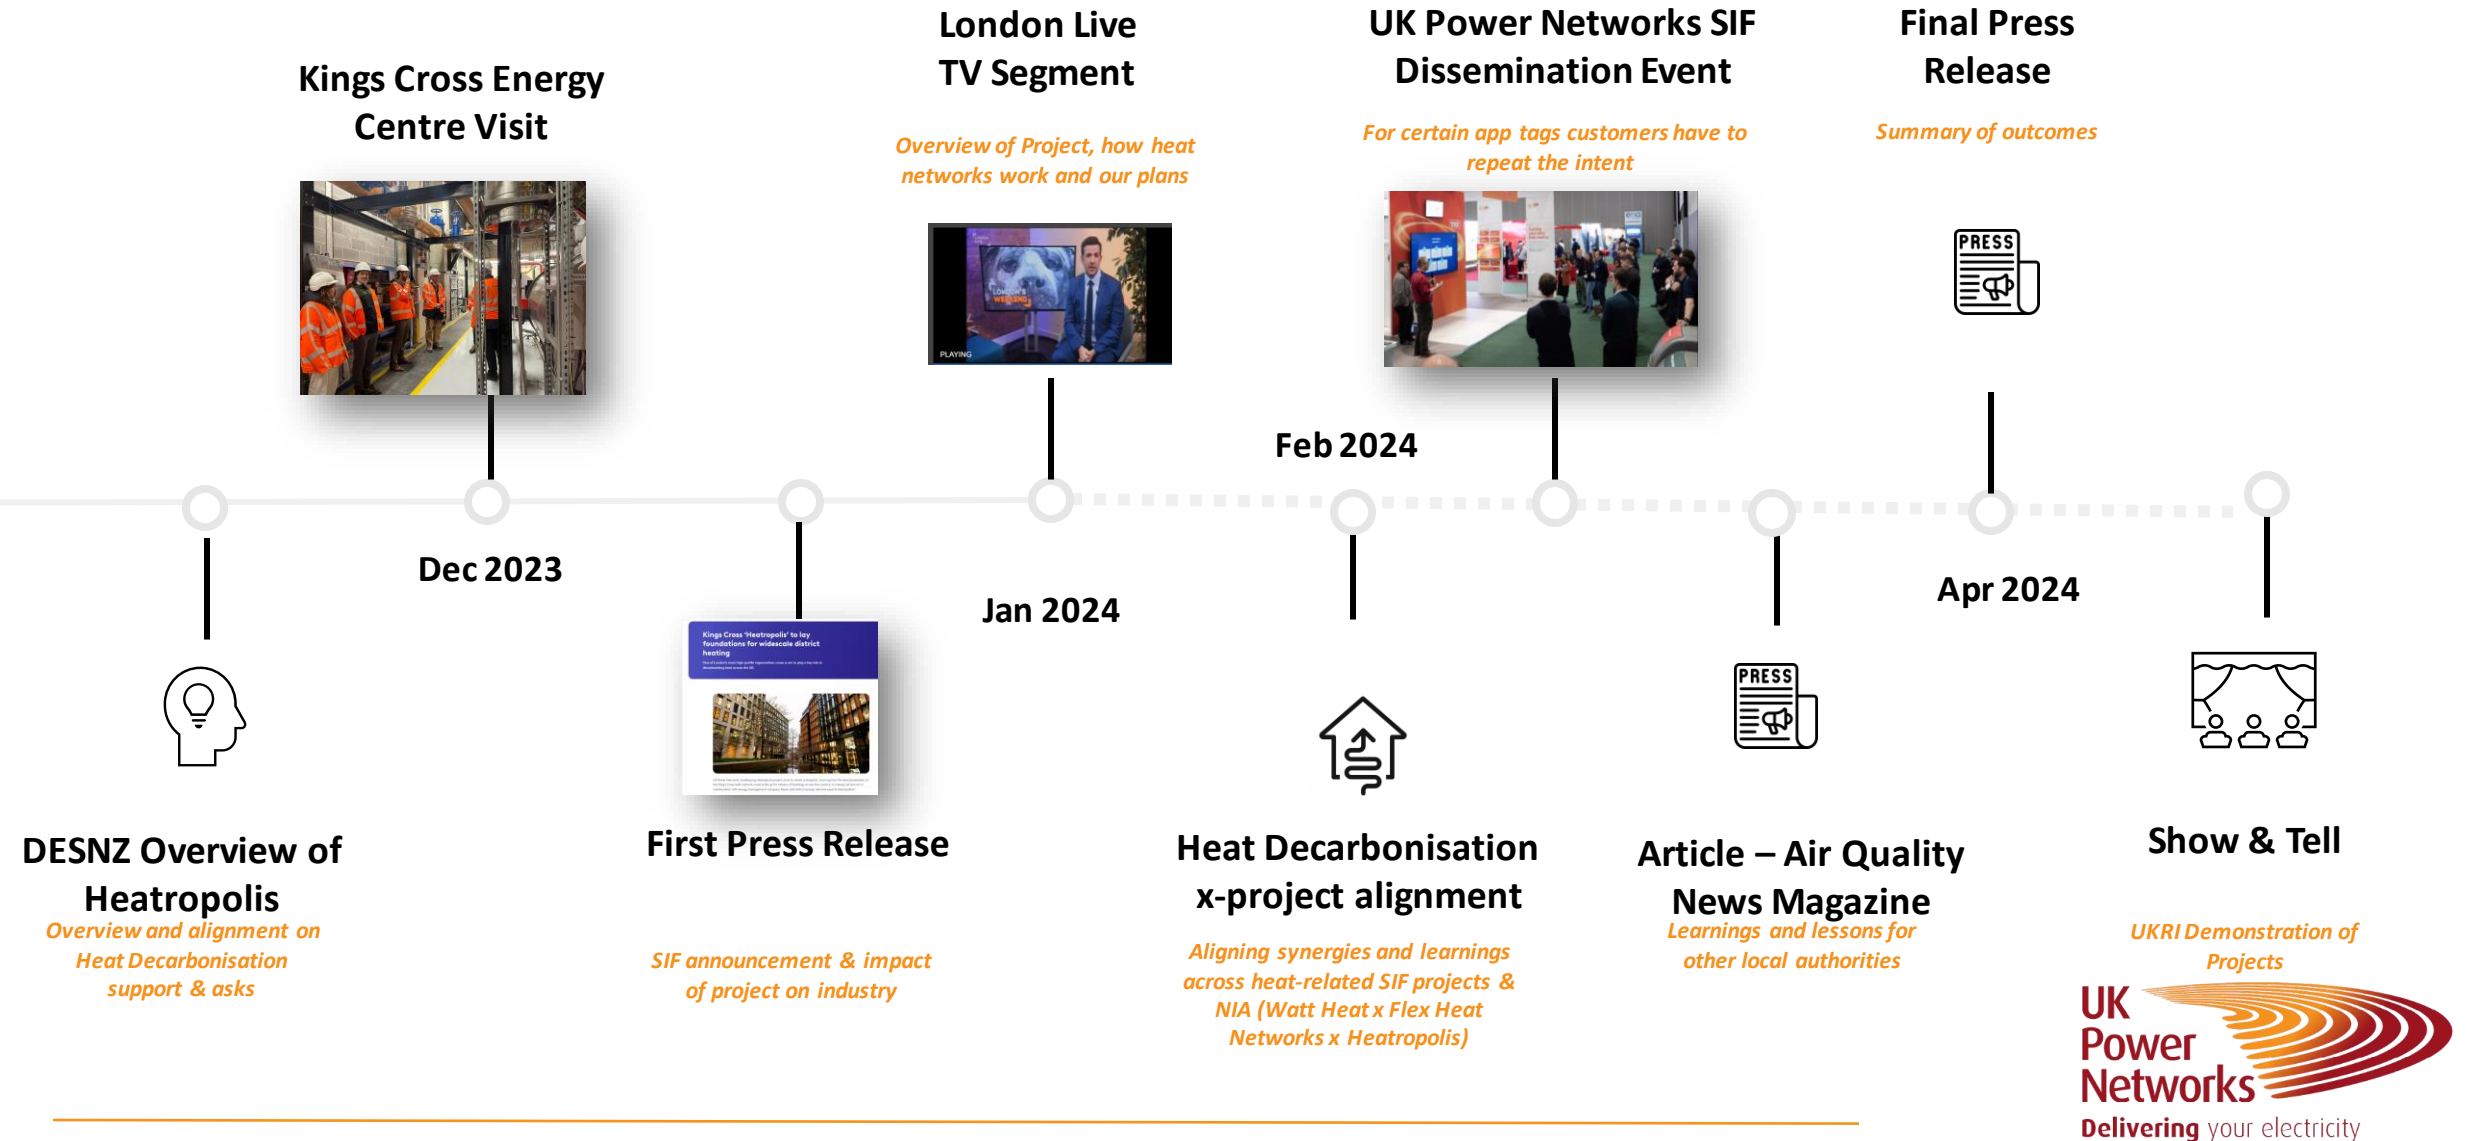 Kings Cross Energy
Centre Visit
London Live
TV Segment
Overview of Project, how heat
networks work and our plans
LONDON'S
WEEKEND
PLAYING
UK Power Networks SIF
Dissemination Event
For certain app tags customers have to
repeat the intent
Final Press
Release
Summary of outcomes
PRESS
Dec 2023
Jan 2024
Feb 2024
Apr 2024
DESNZ Overview of
Heatropolis
Overview and alignment on
Heat Decarbonisation
support & asks
Kings Cross 'Heatropolis' to lay
foundations for widescale district
heating
First Press Release
SIF announcement & impact
of project on industry
Heat Decarbonisation
x-project alignment
Aligning synergies and learnings
across heat-related SIF projects &
NIA (Watt Heat x Flex Heat
Networks x Heatropolis)
PRESS
Article – Air Quality
News Magazine
Learnings and lessons for
other local authorities
Show & Tell
UKRI Demonstration of
Projects
UK
Power
Networks
Delivering your electricity